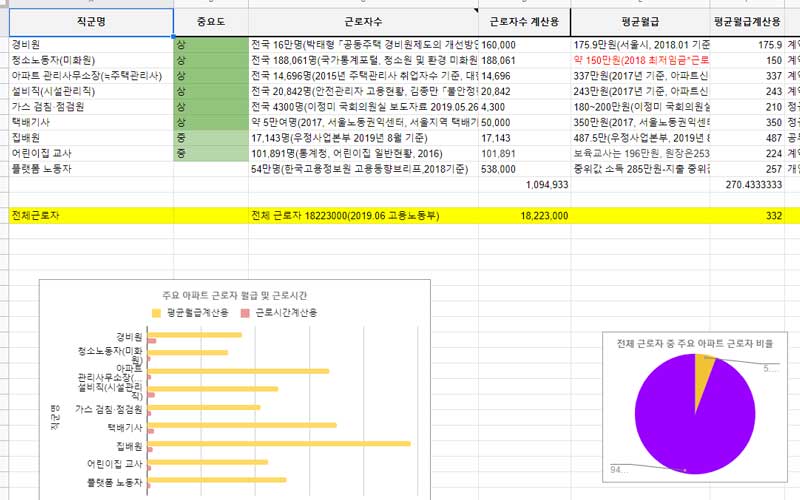 직군명 중요도 근로자수 근로자수 계산용 평균월급 평균월급계산용
경비원 상 전국 16만명(박태형 「공동주택 경비원제도의 개선방안 160,000 175.9만원(서울시, 2018.01 기준 175.9
청소노동자(미화원) 상 전국 188,061명(국가통계포털, 청소원 및 환경 미화원 188,061 약 150만원(2018 최저임금*근로 150
아파트 관리사무소장(≒주택관리사) 상 전국 14,696명(2015년 주택관리사 취업자수 기준, 대한 14,696 337만원(2017년 기준, 아파트신 337
설비직(시설관리직) 상 전국 20,842명(안전관리자 고용현황, 김종만 「불안정 20,842 243만원(2017년 기준, 아파트신 243
가스 검침·점검원 상 전국 4300명(이정미 국회의원실 보도자료 2019.05.26 4,300 180~200만원(이정미 국회의원실 210
택배기사 상 약 5만여명(2017, 서울노동권익센터, 서울지역 택배기 50,000 350만원(2017, 서울노동권익센터 350
집배원 중 17,143명(우정사업본부 2019년 8월 기준) 17,143 487.5만(우정사업본부, 2019년 8 487
어린이집 교사 중 101,891명(통계청, 어린이집 일반현황, 2016) 101,891 보육교사는 196만원, 원장은253 224
플랫폼 노동자 54만명(한국고용정보원 고용동향브리프,2018기준) 538,000 중위값 소득 285만원-지출 중위값 257
1,094,933 270.4333333
전체근로자 전체 근로자 18223000(2019.06 고용노동부) 18,223,000 332
주요 아파트 근로자 월급 및 근로시간
평균월급계산용 근로시간계산용
직군명
경비원
청소노동자(미화
원)
아파트
관리사무소장(...
설비직(시설관리
직)
가스 검침·점검원
택배기사
집배원
어린이집 교사
플랫폼 노동자
전체 근로자 중 주요 아파트 근로자 비율
5....
94...